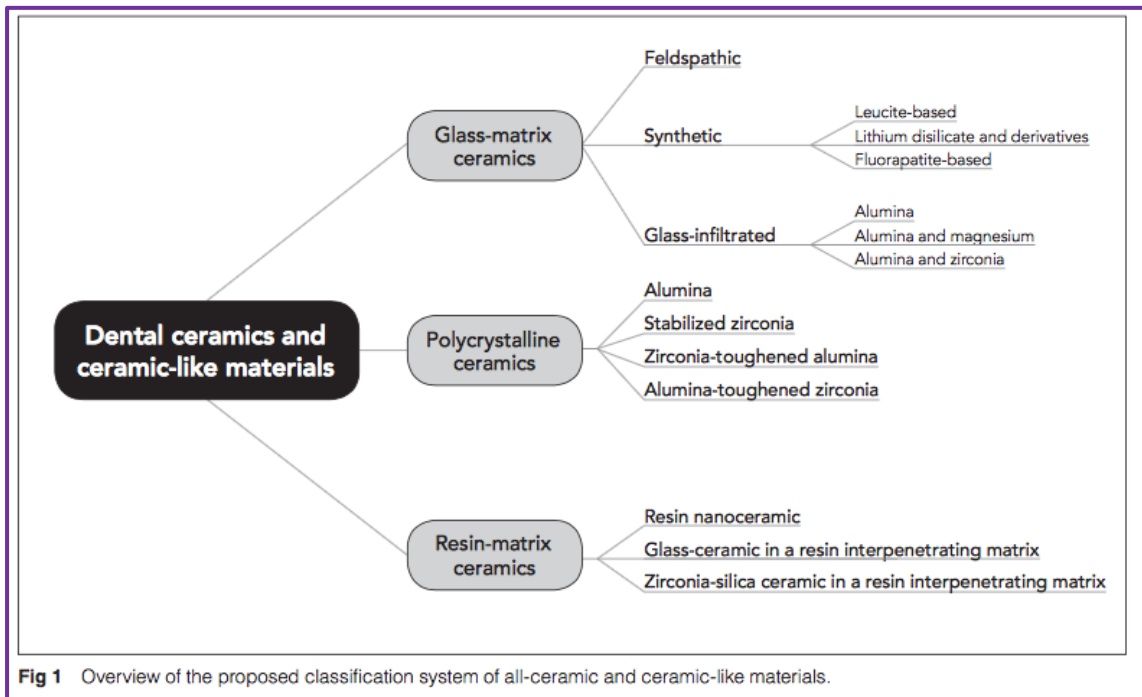 Feldspathic
Glass-matrix
ceramics
Synthetic
Leucite-based
Lithium disilicate and derivatives
Fluorapatite-based
Glass-infiltrated
Alumina
Alumina and magnesium
Alumina and zirconia
Dental ceramics and
ceramic-like materials
Polycrystalline
ceramics
Alumina
Stabilized zirconia
Zirconia-toughened alumina
Alumina-toughened zirconia
Resin-matrix
ceramics
Resin nanoceramic
Glass-ceramic in a resin interpenetrating matrix
Zirconia-silica ceramic in a resin interpenetrating matrix
Fig 1 Overview of the proposed classification system of all-ceramic and ceramic-like materials.